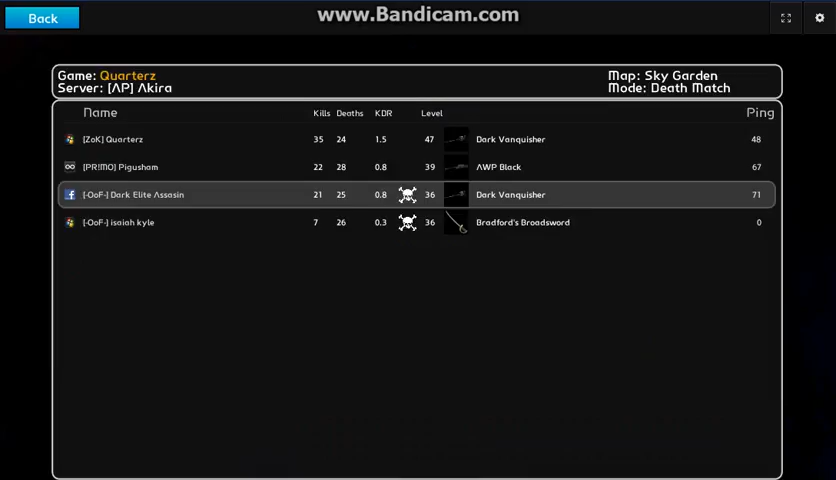 www.Bandicam.com
Back
Game: Quarterz
Map: Sky Garden
Server: [AP] Akira
Mode: Death Match
Name Kills Deaths KDR Level Ping
[ZoK] Quarterz 35 24 1.5 47 Dark Vanquisher 48
[PR!MO] Pigusham 22 28 0.8 39 AWP Black 67
[-OoF-] Dark Elite Assasin 21 25 0.8 36 Dark Vanquisher 71
[-OoF-] isaiah kyle 7 26 0.3 36 Bradford's Broadsword 0